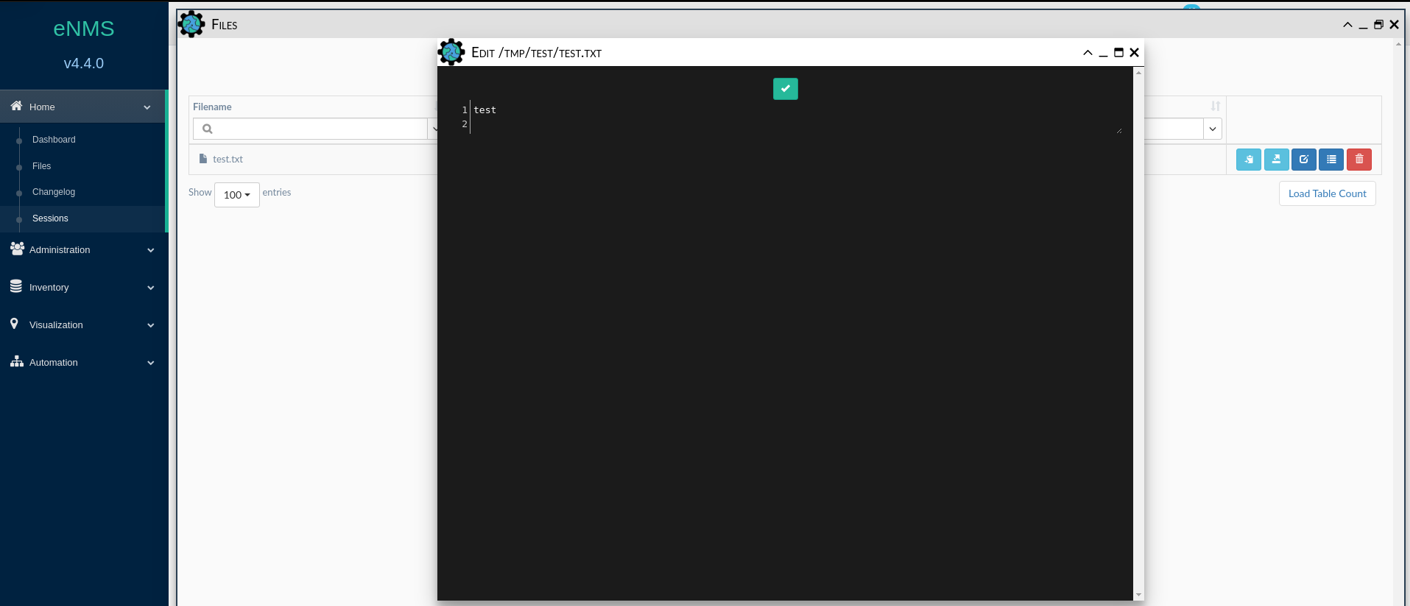 eNMS
v4.4.0
Home
Dashboard
Files
Changelog
Sessions
Administration
Inventory
Visualization
Automation
Files
Filename
test.txt
Show 100 entries
Load Table Count
Edit /tmp/test/test.txt
1 test
2